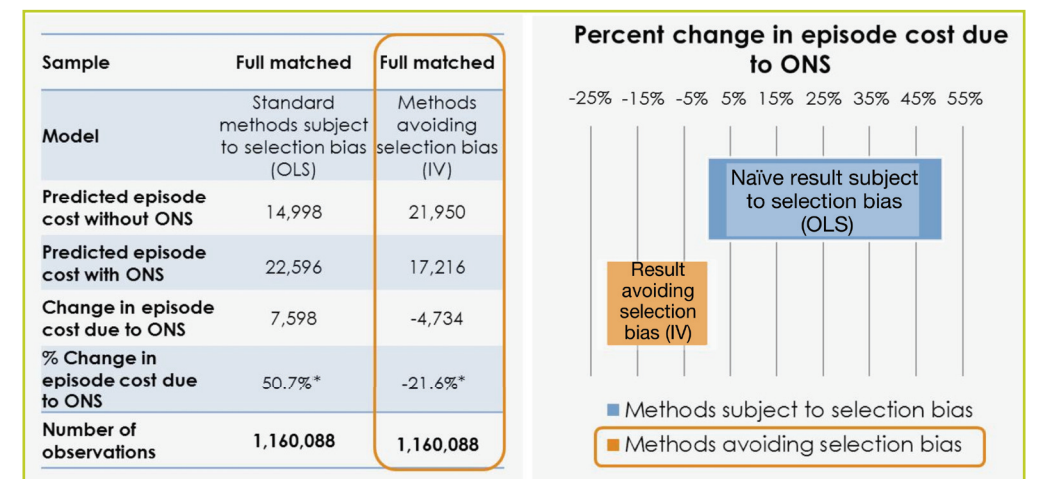 Sample Full matched Full matched
Model Standard methods subject to selection bias (OLS) Methods avoiding selection bias (IV)
Predicted episode cost without ONS 14,998 21,950
Predicted episode cost with ONS 22,596 17,216
Change in episode cost due to ONS 7,598 -4,734
% Change in episode cost due to ONS 50.7%* -21.6%*
Number of observations 1,160,088 1,160,088
Percent change in episode cost due
to ONS
-25% -15% -5% 5% 15% 25% 35% 45% 55%
Naïve result subject
to selection bias
(OLS)
Result
avoiding
selection
bias (IV)
Methods subject to selection bias
Methods avoiding selection bias